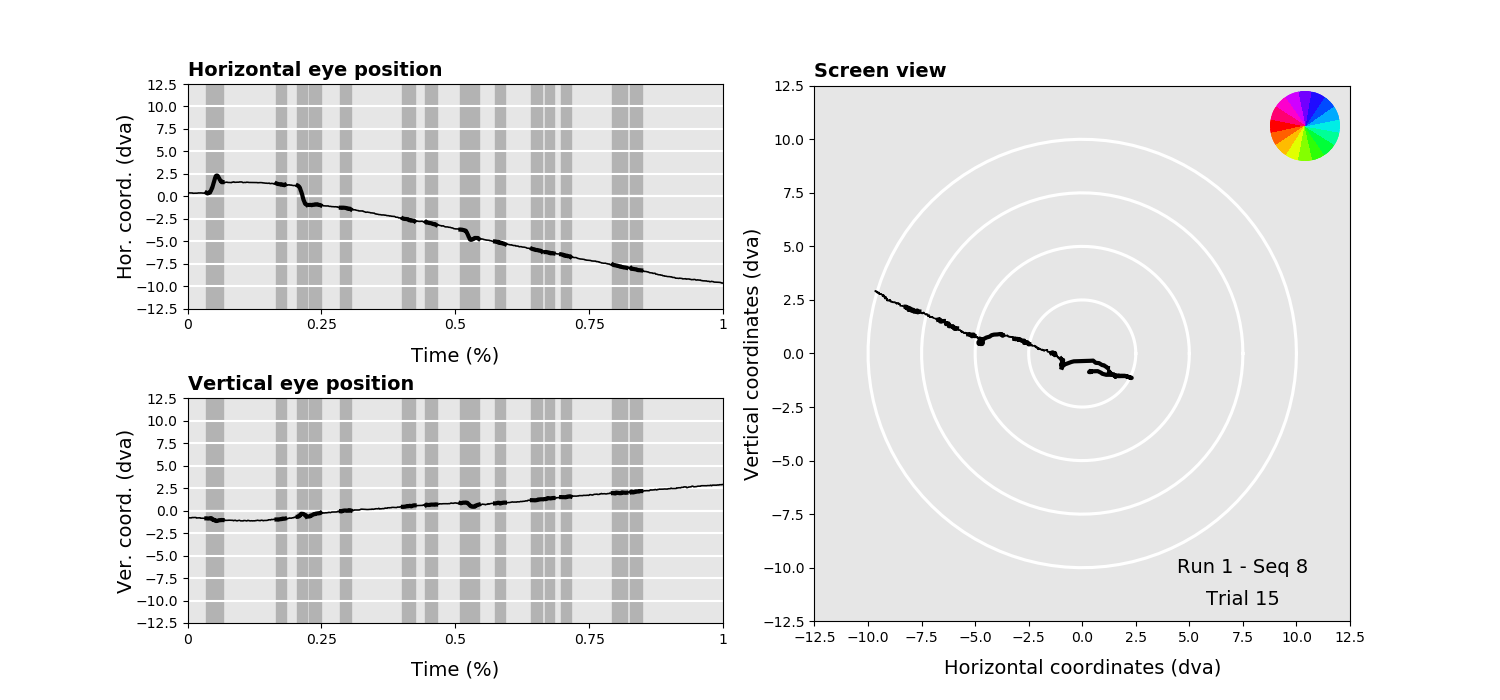 Horizontal eye position
Hor. coord. (dva)
12.5
10.0
7.5
5.0
2.5
0.0
−2.5
−5.0
−7.5
−10.0
−12.5
0 0.25 0.5 0.75 1
Time (%)
Vertical eye position
Ver. coord. (dva)
12.5
10.0
7.5
5.0
2.5
0.0
−2.5
−5.0
−7.5
−10.0
−12.5
0 0.25 0.5 0.75 1
Time (%)
Screen view
Vertical coordinates (dva)
12.5
10.0
7.5
5.0
2.5
0.0
−2.5
−5.0
−7.5
−10.0
−12.5
Run 1 - Seq 8
Trial 15
−12.5 −10.0 −7.5 −5.0 −2.5 0.0 2.5 5.0 7.5 10.0 12.5
Horizontal coordinates (dva)